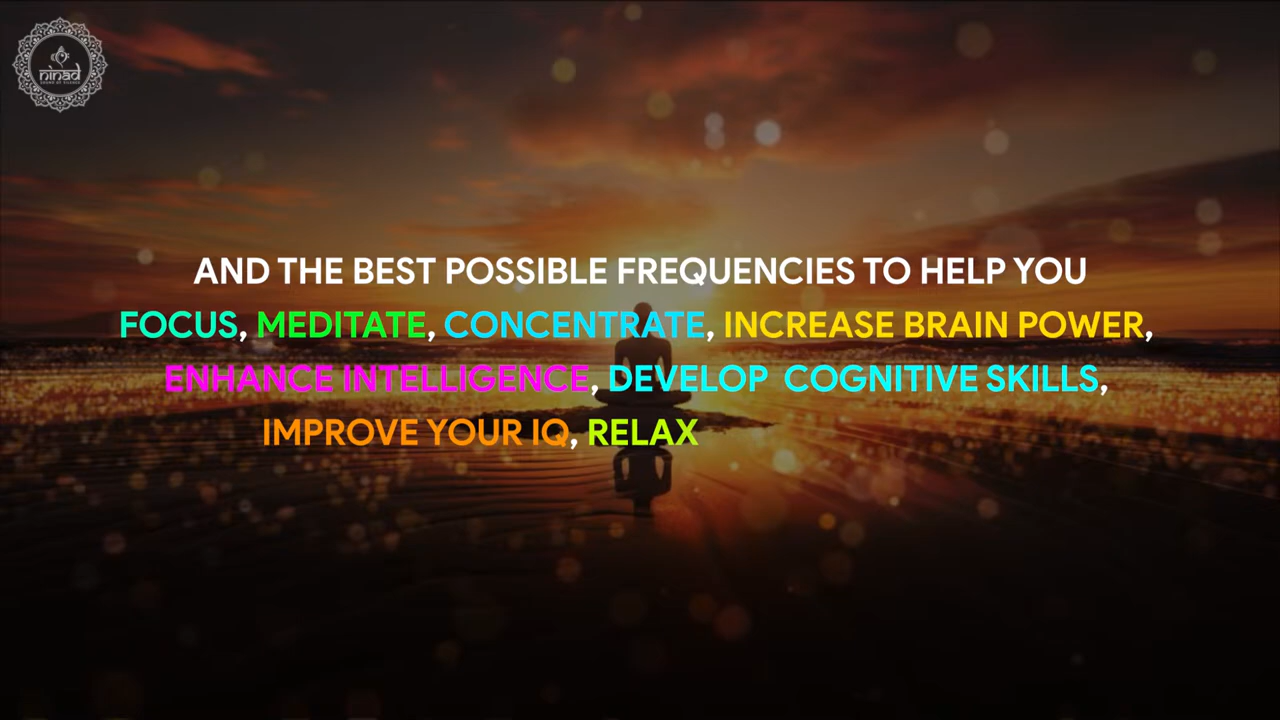 ninad
AND THE BEST POSSIBLE FREQUENCIES TO HELP YOU
FOCUS, MEDITATE, CONCENTRATE, INCREASE BRAIN POWER,
ENHANCE INTELLIGENCE, DEVELOP  COGNITIVE SKILLS,
IMPROVE YOUR IQ, RELAX